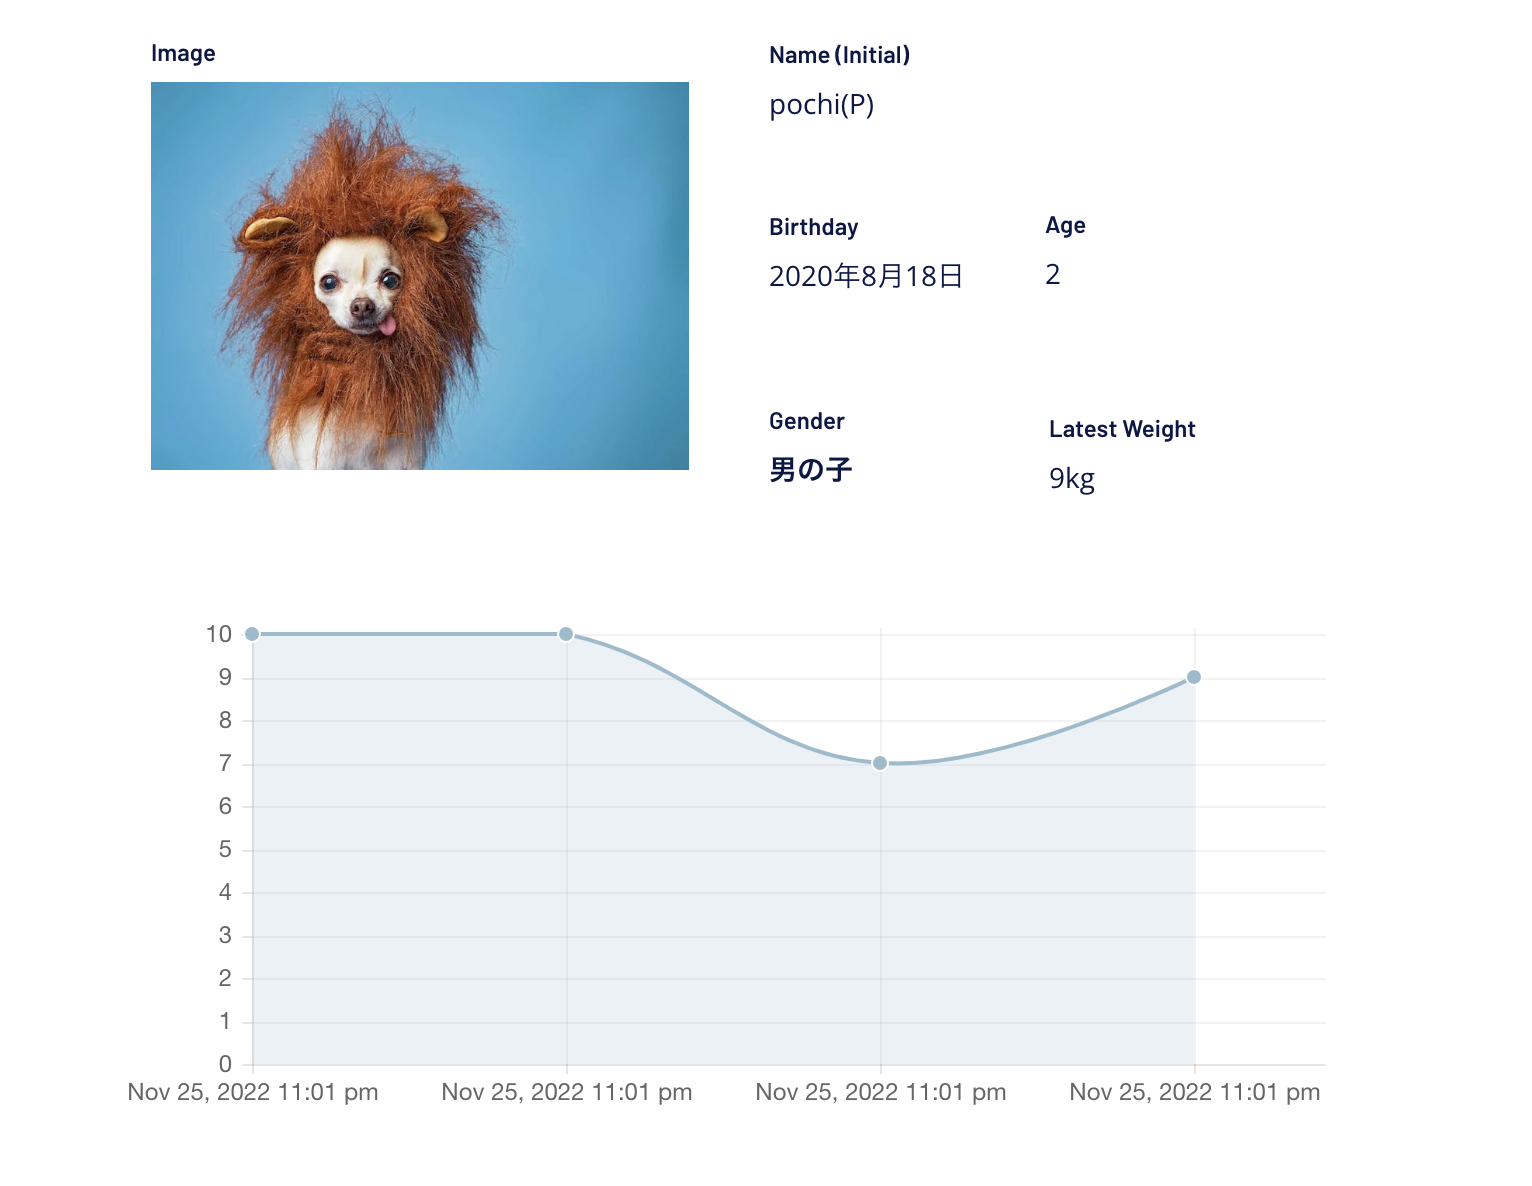 Image
Name (Initial)
pochi(P)
Birthday
Age
2020年8月18日
2
Gender
Latest Weight
男の子
9kg
10
9
8
7
6
5
4
3
2
1
0
Nov 25, 2022 11:01 pm
Nov 25, 2022 11:01 pm
Nov 25, 2022 11:01 pm
Nov 25, 2022 11:01 pm